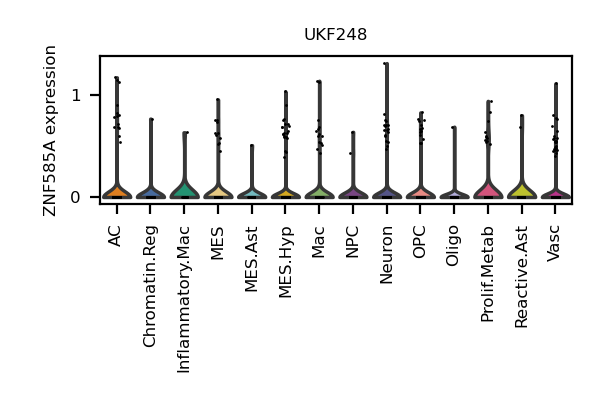 UKF248
ZNF585A expression
1
0
AC
Chromatin.Reg
Inflammatory.Mac
MES
MES.Ast
MES.Hyp
Mac
NPC
Neuron
OPC
Oligo
Prolif.Metab
Reactive.Ast
Vasc